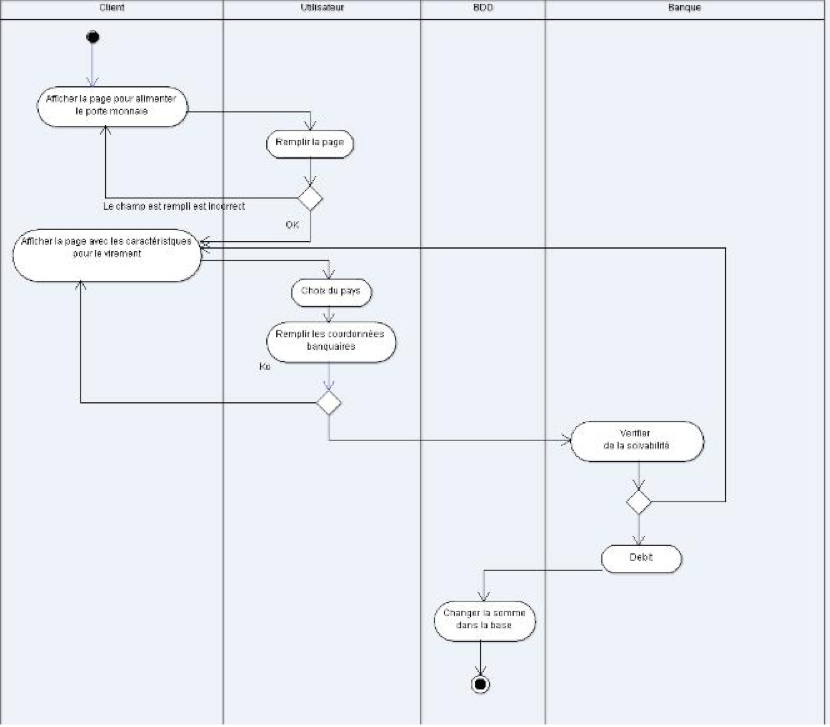 Client
Utilisateur
BDD
Banque
Afficher la page pour alimenter
le porte monnaie
Remplir la page
Le champ est rempli est incorrect
OK
Afficher la page avec les caractéristques
pour le virement
Choix du pays
Remplir les coordonnées
banquaires
Ko
Verifier
de la solvabilité
Debit
Changer la somme
dans la base